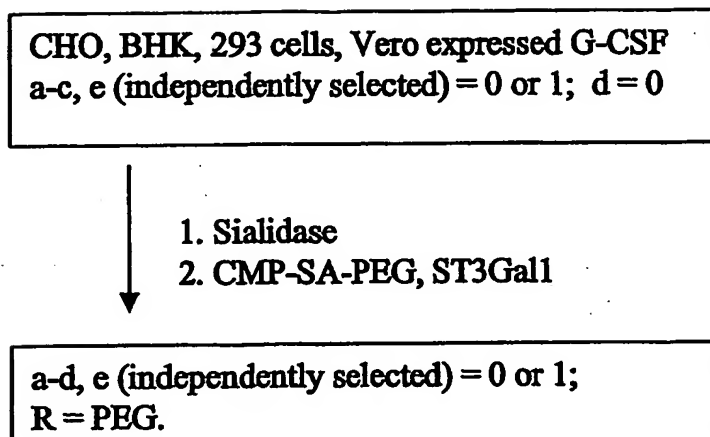 CHO, BHK, 293 cells, Vero expressed G-CSF
a-c, e (independently selected) = 0 or 1; d = 0
1. Sialidase
2. CMP-SA-PEG, ST3Gal1
a-d, e (independently selected) = 0 or 1;
R = PEG.